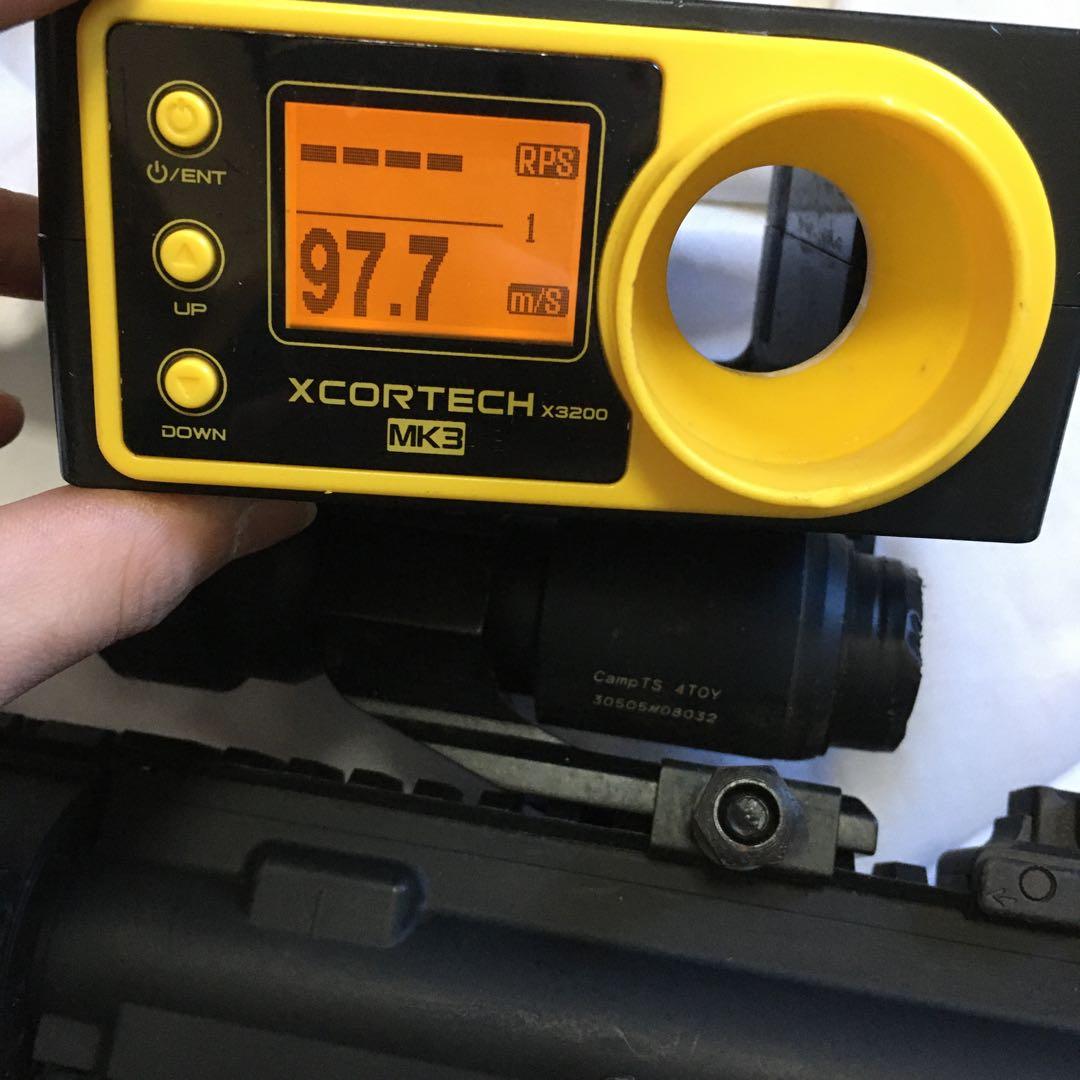 ---- RPS
1
97.7 m/S
⏻/ENT
UP
DOWN
XCORTECH X3200
MK3
CampTS 4TOY
30505#08032